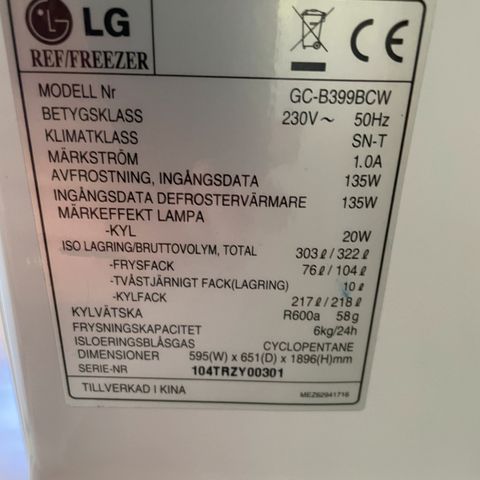 LG
REF/FREEZER
MODELL Nr GC-B399BCW
BETYGSKLASS 230V~ 50Hz
KLIMATKLASS SN-T
MÄRKSTRÖM 1.0A
AVFROSTNING, INGÅNGSDATA 135W
INGÅNGSDATA DEFROSTERVÄRMARE 135W
MÄRKEFFEKT LAMPA
-KYL 20W
ISO LAGRING/BRUTTOVOLYM, TOTAL 303ℓ / 322ℓ
-FRYSFACK 76ℓ / 104ℓ
-TVÅSTJÄRNIGT FACK(LAGRING) 10ℓ
-KYLFACK 217ℓ / 218ℓ
KYLVÄTSKA R600a 58g
FRYSNINGSKAPACITET 6kg/24h
ISLOERINGSBLÅSGAS CYCLOPENTANE
DIMENSIONER 595(W) x 651(D) x 1896(H)mm
SERIE-NR 104TRZY00301
TILLVERKAD I KINA MEZ62941716